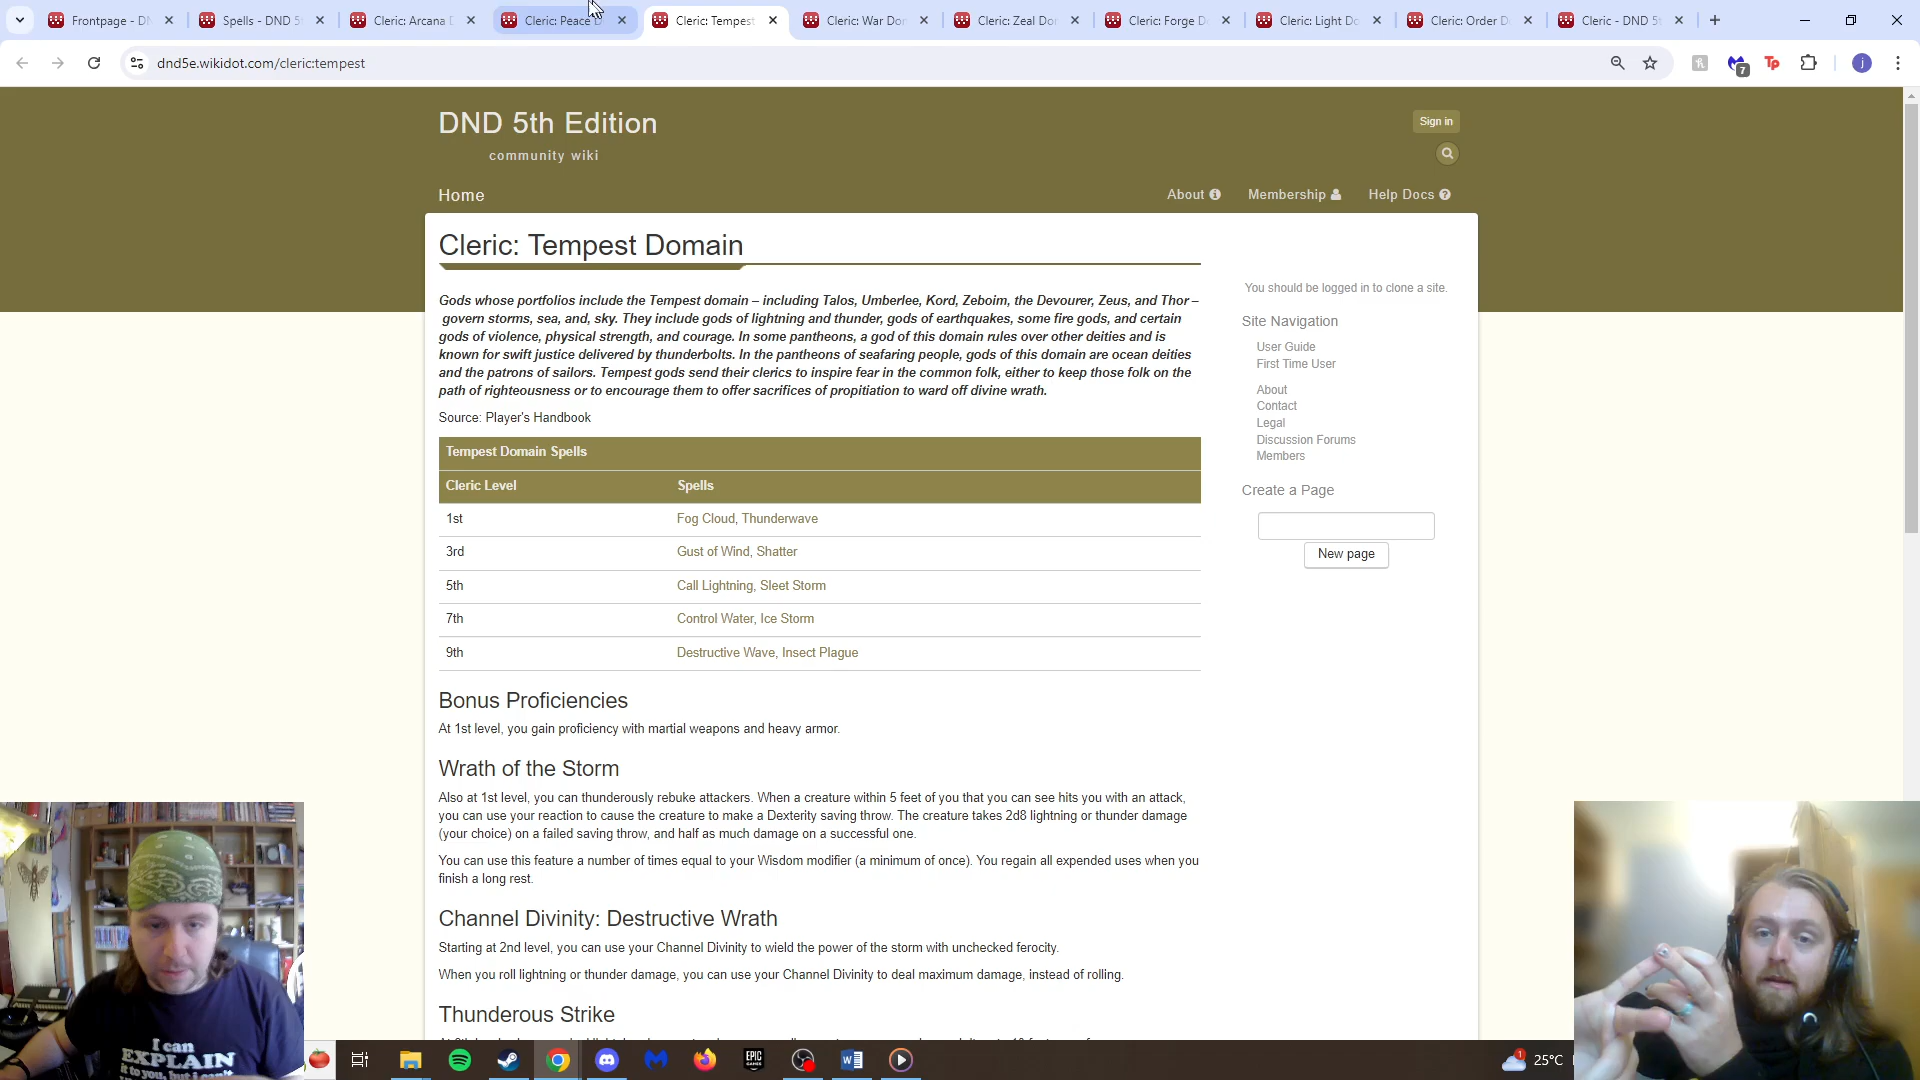 Frontpage - DN
Spells - DND 5t
Cleric: Arcana D
Cleric: Peace D
Cleric: Tempest
Cleric: War Dom
Cleric: Zeal Dom
Cleric: Forge D
Cleric: Light Do
Cleric: Order D
Cleric - DND 5t
dnd5e.wikidot.com/cleric:tempest
7
Tp
j
DND 5th Edition
Sign in
community wiki
Home
About
Membership
Help Docs
Cleric: Tempest Domain
Gods whose portfolios include the Tempest domain – including Talos, Umberlee, Kord, Zeboim, the Devourer, Zeus, and Thor –
govern storms, sea, and, sky. They include gods of lightning and thunder, gods of earthquakes, some fire gods, and certain
gods of violence, physical strength, and courage. In some pantheons, a god of this domain rules over other deities and is
known for swift justice delivered by thunderbolts. In the pantheons of seafaring people, gods of this domain are ocean deities
and the patrons of sailors. Tempest gods send their clerics to inspire fear in the common folk, either to keep those folk on the
path of righteousness or to encourage them to offer sacrifices of propitiation to ward off divine wrath.
Source: Player's Handbook
Tempest Domain Spells
Cleric Level Spells
1st Fog Cloud, Thunderwave
3rd Gust of Wind, Shatter
5th Call Lightning, Sleet Storm
7th Control Water, Ice Storm
9th Destructive Wave, Insect Plague
Bonus Proficiencies
At 1st level, you gain proficiency with martial weapons and heavy armor.
Wrath of the Storm
Also at 1st level, you can thunderously rebuke attackers. When a creature within 5 feet of you that you can see hits you with an attack,
you can use your reaction to cause the creature to make a Dexterity saving throw. The creature takes 2d8 lightning or thunder damage
(your choice) on a failed saving throw, and half as much damage on a successful one.
You can use this feature a number of times equal to your Wisdom modifier (a minimum of once). You regain all expended uses when you
finish a long rest.
Channel Divinity: Destructive Wrath
Starting at 2nd level, you can use your Channel Divinity to wield the power of the storm with unchecked ferocity.
When you roll lightning or thunder damage, you can use your Channel Divinity to deal maximum damage, instead of rolling.
Thunderous Strike
You should be logged in to clone a site.
Site Navigation
User Guide
First Time User
About
Contact
Legal
Discussion Forums
Members
Create a Page
New page
I can
EXPLAIN
it to you, but I can't
EPIC
GAMES
1
25°C